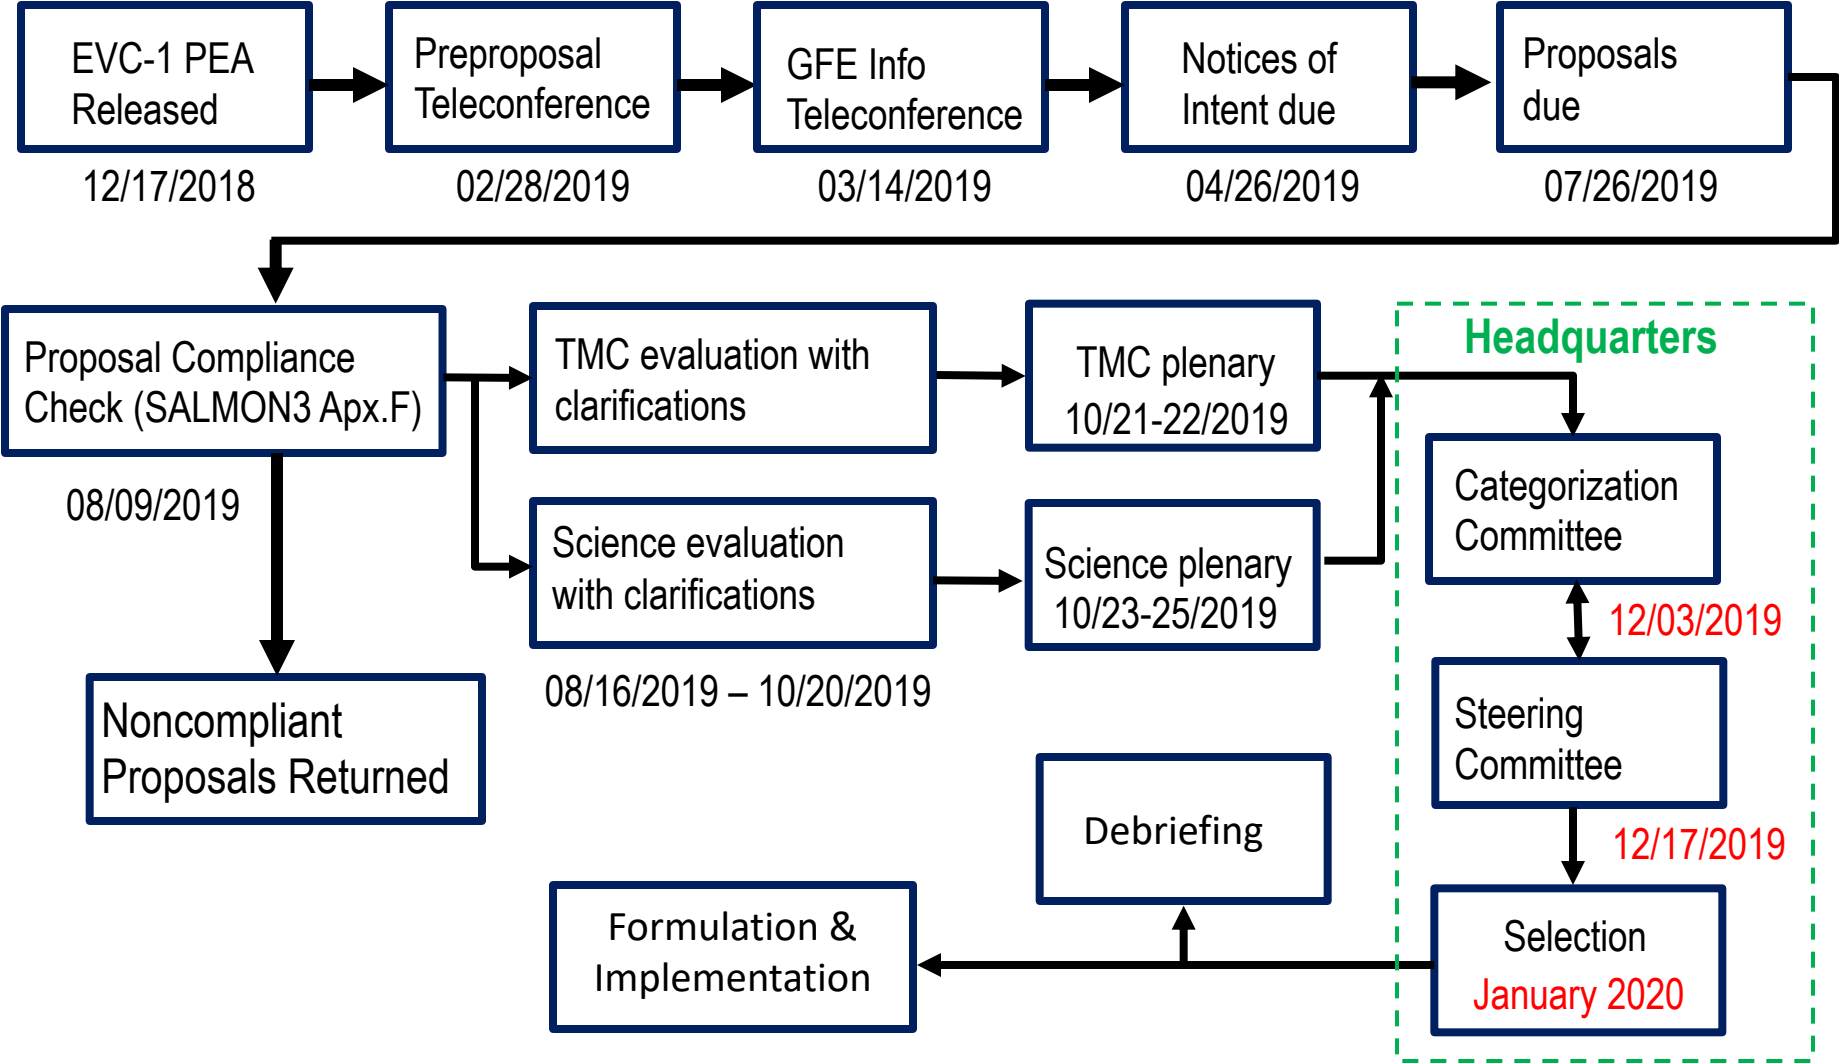 EVC-1 PEA
Released
12/17/2018
Preproposal
Teleconference
02/28/2019
GFE Info
Teleconference
03/14/2019
Notices of
Intent due
04/26/2019
Proposals
due
07/26/2019
Proposal Compliance
Check (SALMON3 Apx.F)
08/09/2019
Noncompliant
Proposals Returned
TMC evaluation with
clarifications
Science evaluation
with clarifications
08/16/2019 – 10/20/2019
TMC plenary
10/21-22/2019
Science plenary
10/23-25/2019
Headquarters
Categorization
Committee
12/03/2019
Steering
Committee
12/17/2019
Selection
January 2020
Debriefing
Formulation &
Implementation